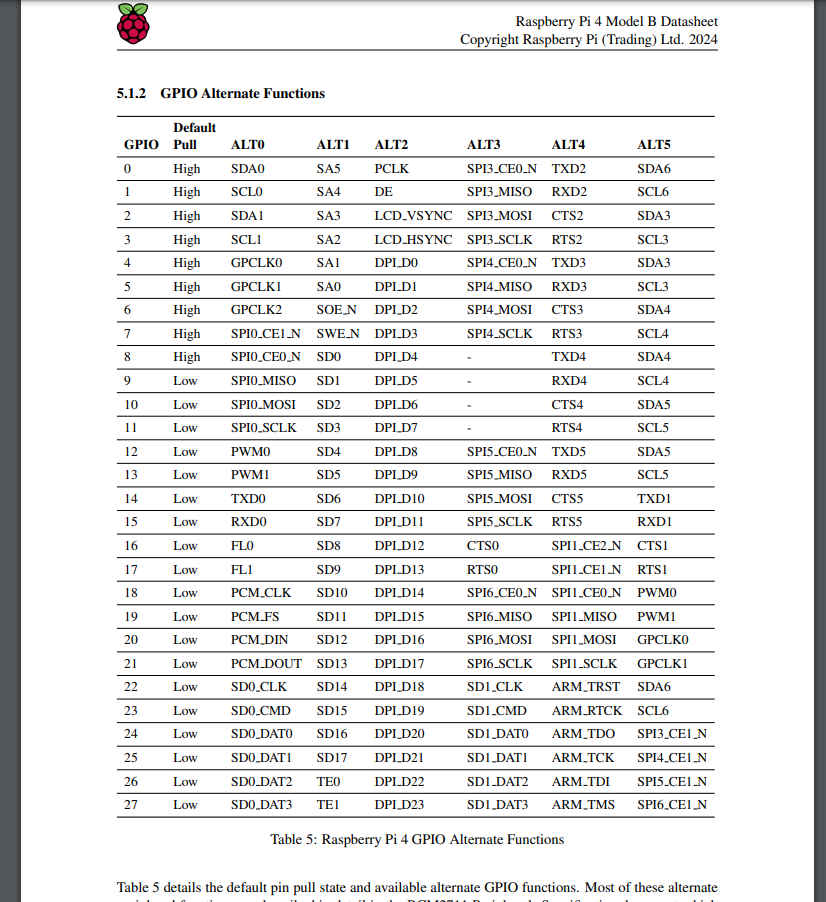 Raspberry Pi 4 Model B Datasheet
Copyright Raspberry Pi (Trading) Ltd. 2024
5.1.2 GPIO Alternate Functions
Default
GPIO Pull ALT0 ALT1 ALT2 ALT3 ALT4 ALT5
0 High SDA0 SA5 PCLK SPI3_CE0_N TXD2 SDA6
1 High SCL0 SA4 DE SPI3_MISO RXD2 SCL6
2 High SDA1 SA3 LCD_VSYNC SPI3_MOSI CTS2 SDA3
3 High SCL1 SA2 LCD_HSYNC SPI3_SCLK RTS2 SCL3
4 High GPCLK0 SA1 DPI_D0 SPI4_CE0_N TXD3 SDA3
5 High GPCLK1 SA0 DPI_D1 SPI4_MISO RXD3 SCL3
6 High GPCLK2 SOE_N DPI_D2 SPI4_MOSI CTS3 SDA4
7 High SPI0_CE1_N SWE_N DPI_D3 SPI4_SCLK RTS3 SCL4
8 High SPI0_CE0_N SD0 DPI_D4 - TXD4 SDA4
9 Low SPI0_MISO SD1 DPI_D5 - RXD4 SCL4
10 Low SPI0_MOSI SD2 DPI_D6 - CTS4 SDA5
11 Low SPI0_SCLK SD3 DPI_D7 - RTS4 SCL5
12 Low PWM0 SD4 DPI_D8 SPI5_CE0_N TXD5 SDA5
13 Low PWM1 SD5 DPI_D9 SPI5_MISO RXD5 SCL5
14 Low TXD0 SD6 DPI_D10 SPI5_MOSI CTS5 TXD1
15 Low RXD0 SD7 DPI_D11 SPI5_SCLK RTS5 RXD1
16 Low FL0 SD8 DPI_D12 CTS0 SPI1_CE2_N CTS1
17 Low FL1 SD9 DPI_D13 RTS0 SPI1_CE1_N RTS1
18 Low PCM_CLK SD10 DPI_D14 SPI6_CE0_N SPI1_CE0_N PWM0
19 Low PCM_FS SD11 DPI_D15 SPI6_MISO SPI1_MISO PWM1
20 Low PCM_DIN SD12 DPI_D16 SPI6_MOSI SPI1_MOSI GPCLK0
21 Low PCM_DOUT SD13 DPI_D17 SPI6_SCLK SPI1_SCLK GPCLK1
22 Low SD0_CLK SD14 DPI_D18 SD1_CLK ARM_TRST SDA6
23 Low SD0_CMD SD15 DPI_D19 SD1_CMD ARM_RTCK SCL6
24 Low SD0_DAT0 SD16 DPI_D20 SD1_DAT0 ARM_TDO SPI3_CE1_N
25 Low SD0_DAT1 SD17 DPI_D21 SD1_DAT1 ARM_TCK SPI4_CE1_N
26 Low SD0_DAT2 TE0 DPI_D22 SD1_DAT2 ARM_TDI SPI5_CE1_N
27 Low SD0_DAT3 TE1 DPI_D23 SD1_DAT3 ARM_TMS SPI6_CE1_N
Table 5: Raspberry Pi 4 GPIO Alternate Functions
Table 5 details the default pin pull state and available alternate GPIO functions. Most of these alternate